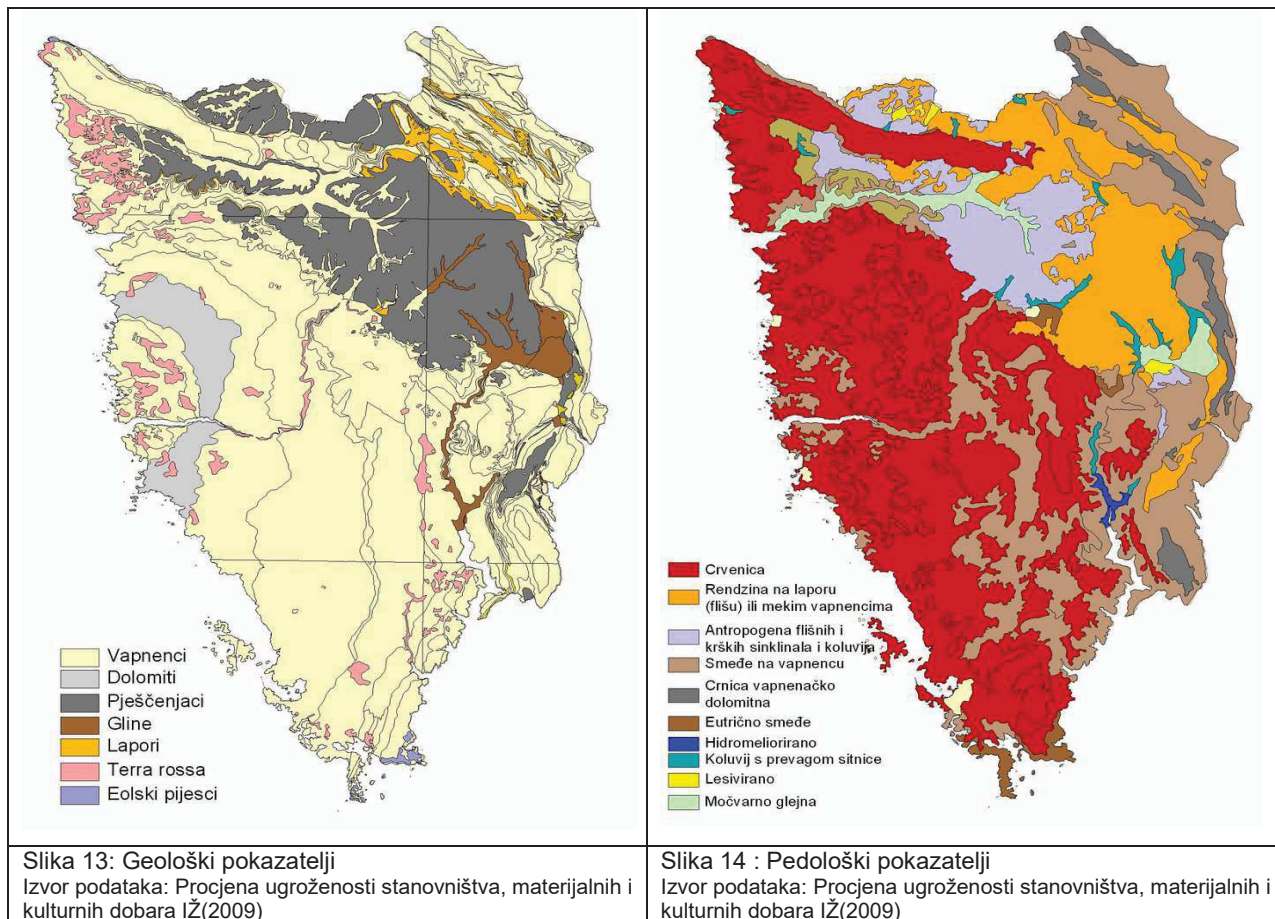 Vapnenci
Dolomiti
Pješčenjaci
Gline
Lapori
Terra rossa
Eolski pijesci
Crvenica
Rendzina na laporu
(flišu) ili mekim vapnencima
Antropogena flišnih i
krških sinklinala i koluvija
Smeđe na vapnencu
Crnica vapnenačko
dolomitna
Eutrično smeđe
Hidromeliorirano
Koluvij s prevagom sitnice
Lesivirano
Močvarno glejna
Slika 13: Geološki pokazatelji
Izvor podataka: Procjena ugroženosti stanovništva, materijalnih i
kulturnih dobara IŽ(2009)
Slika 14 : Pedološki pokazatelji
Izvor podataka: Procjena ugroženosti stanovništva, materijalnih i
kulturnih dobara IŽ(2009)